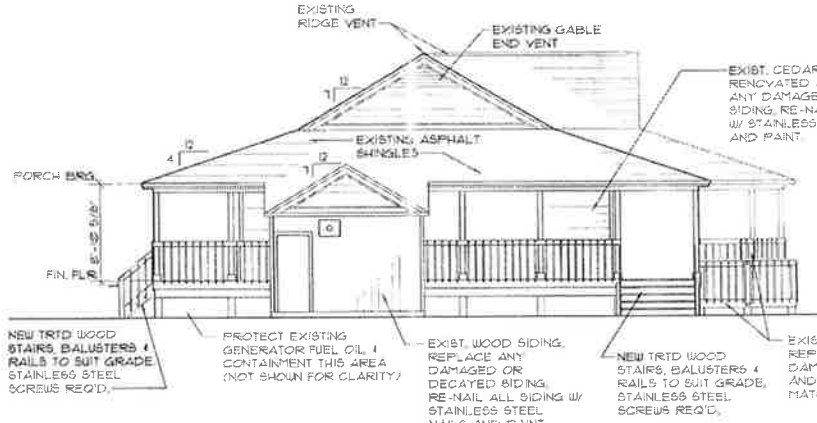 EXISTING
RIDGE VENT
EXISTING GABLE
END VENT
EXIST. CEDAR
RENOVATED
ANY DAMAGE
SIDING, RE-NA
W/ STAINLESS
AND PAINT.
12
7
12
4
EXISTING ASPHALT
SHINGLES
12
7
PORCH BRG.
FIN. FLR.
NEW TRTD WOOD
STAIRS, BALUSTERS &
RAILS TO SUIT GRADE
STAINLESS STEEL
SCREWS REQ'D.
PROTECT EXISTING
GENERATOR FUEL OIL &
CONTAINMENT THIS AREA
(NOT SHOWN FOR CLARITY)
EXIST. WOOD SIDING,
REPLACE ANY
DAMAGED OR
DECAYED SIDING,
RE-NAIL ALL SIDING W/
STAINLESS STEEL
NAILS AND PAINT
NEW TRTD WOOD
STAIRS, BALUSTERS &
RAILS TO SUIT GRADE,
STAINLESS STEEL
SCREWS REQ'D.
EXIS
REP
DAM
AND
MAT